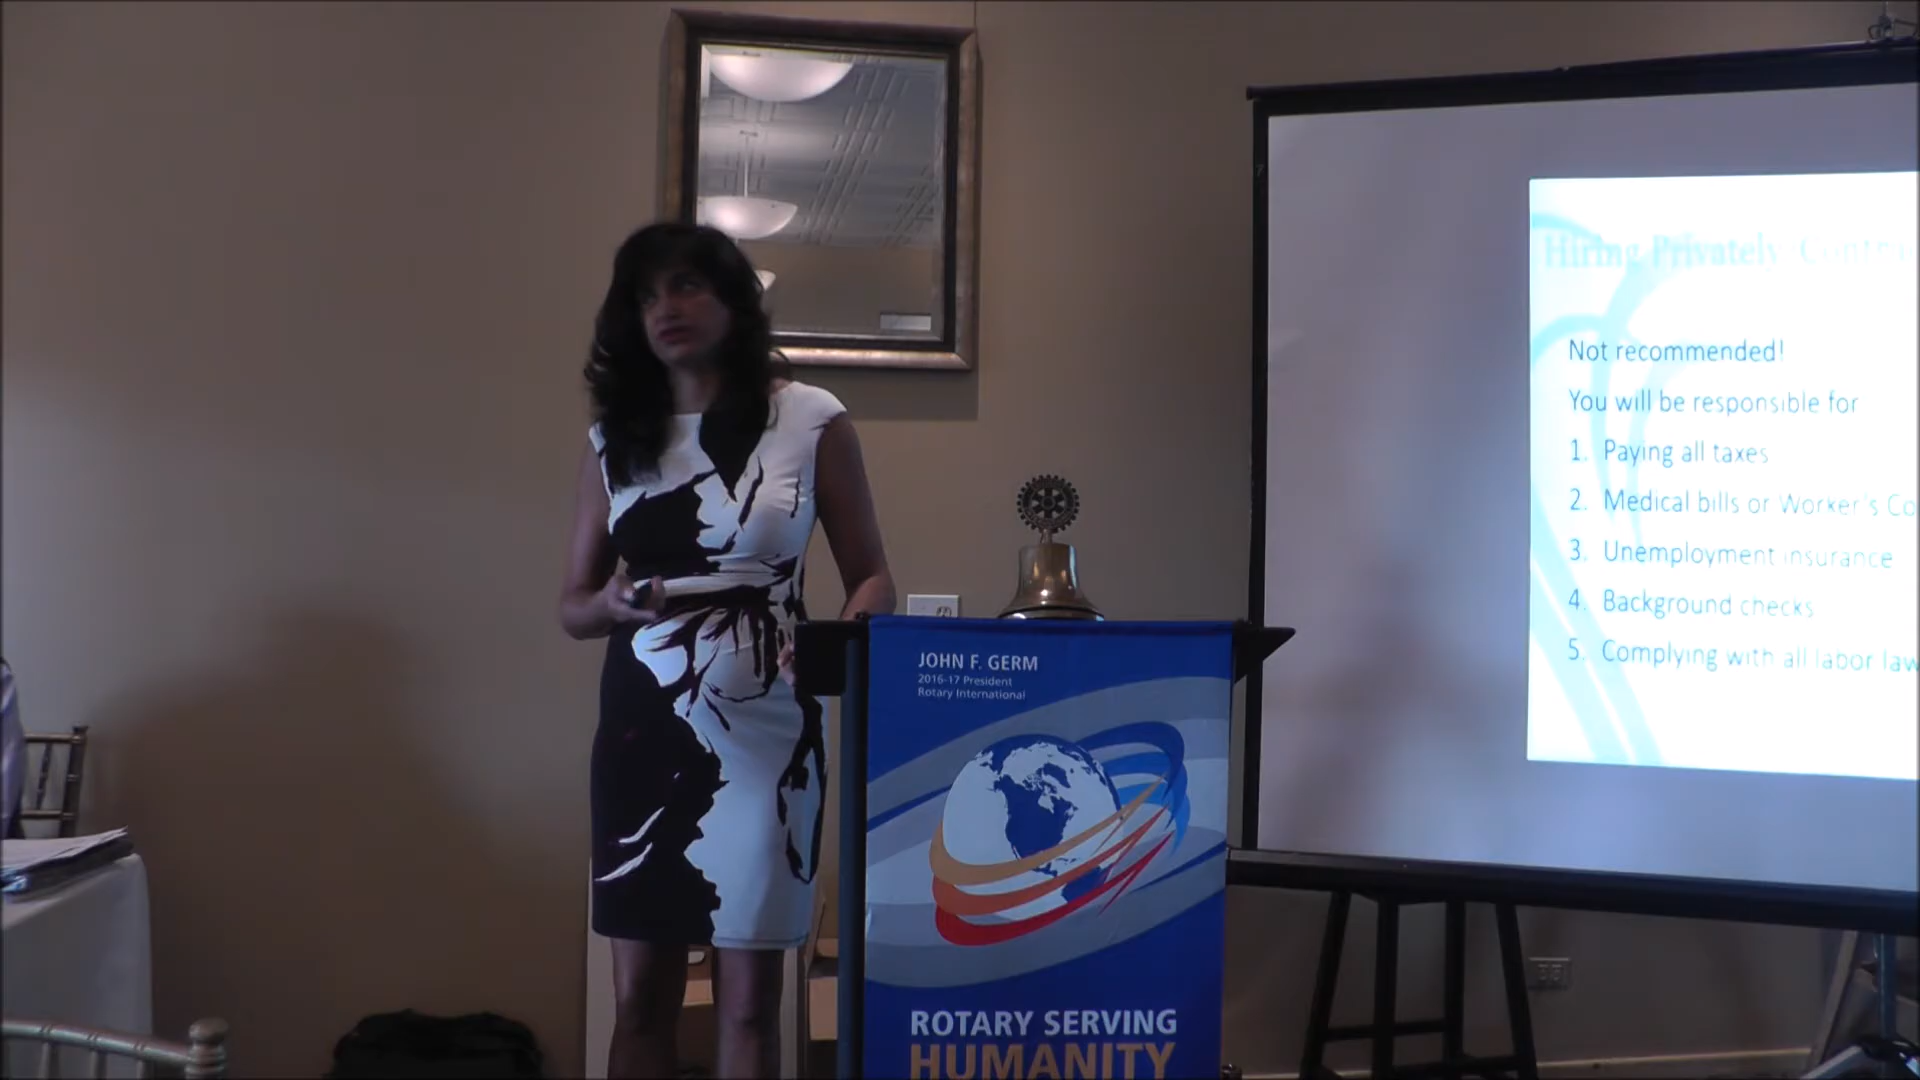 JOHN F. GERM
2016-17 President
Rotary International
ROTARY SERVING
HUMANITY
Hiring Privately
Not recommended!
You will be responsible for
1. Paying all taxes
2. Medical bills or Worker's
3. Unemployment insurance
4. Background checks
5. Complying with all labor